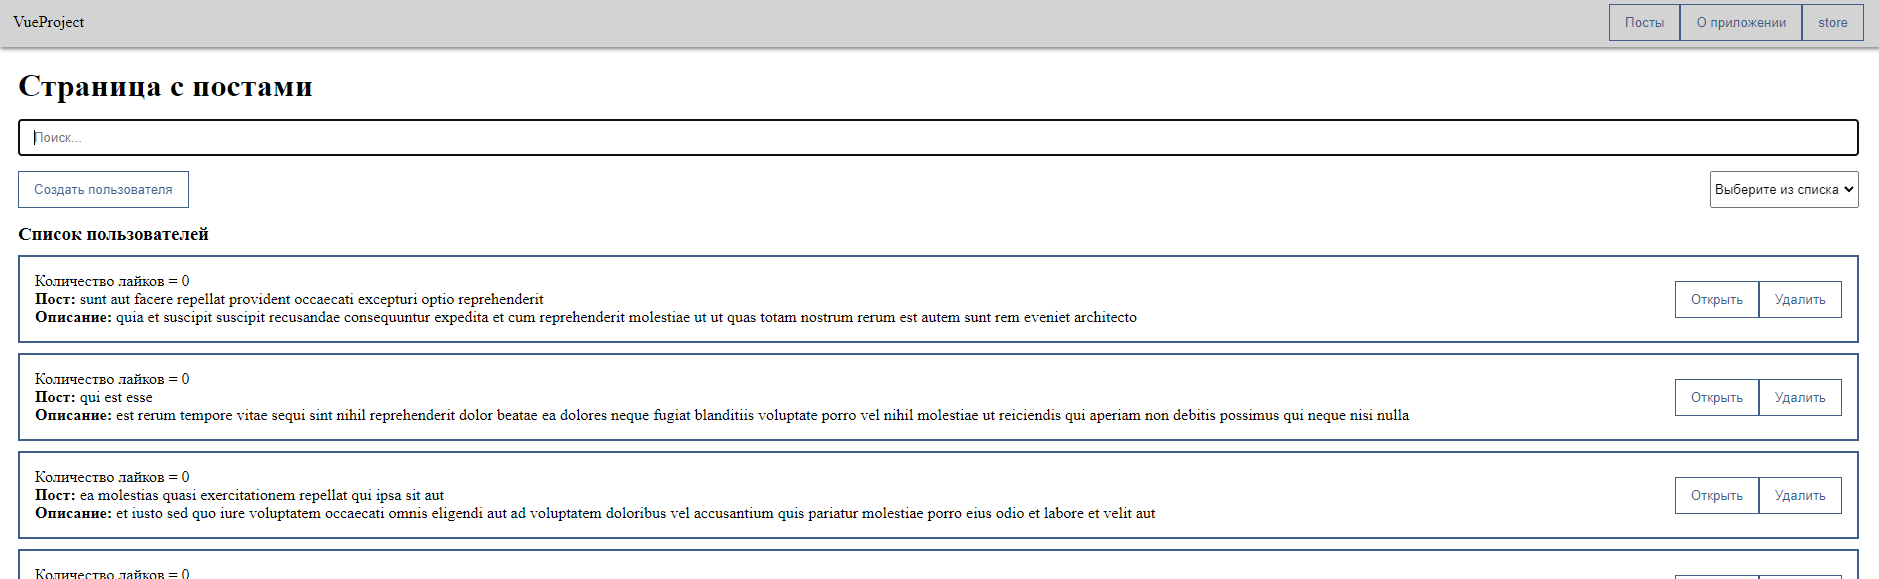 VueProject
Посты
О приложении
store
Страница с постами
Поиск...
Создать пользователя
Выберите из списка
Список пользователей
Количество лайков = 0
Пост: sunt aut facere repellat provident occaecati excepturi optio reprehenderit
Описание: quia et suscipit suscipit recusandae consequuntur expedita et cum reprehenderit molestiae ut ut quas totam nostrum rerum est autem sunt rem eveniet architecto
Открыть
Удалить
Количество лайков = 0
Пост: qui est esse
Описание: est rerum tempore vitae sequi sint nihil reprehenderit dolor beatae ea dolores neque fugiat blanditiis voluptate porro vel nihil molestiae ut reiciendis qui aperiam non debitis possimus qui neque nisi nulla
Открыть
Удалить
Количество лайков = 0
Пост: ea molestias quasi exercitationem repellat qui ipsa sit aut
Описание: et iusto sed quo iure voluptatem occaecati omnis eligendi aut ad voluptatem doloribus vel accusantium quis pariatur molestiae porro eius odio et labore et velit aut
Открыть
Удалить
Количество лайков = 0